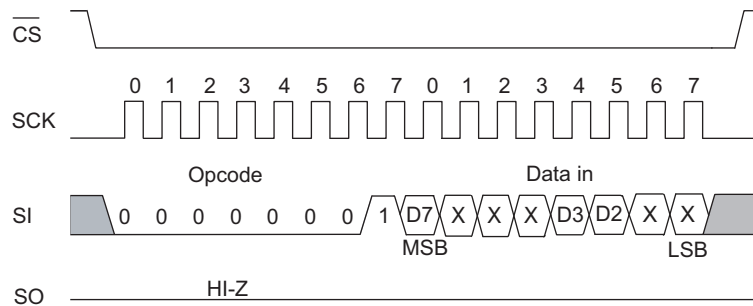 CS
0 1 2 3 4 5 6 7 0 1 2 3 4 5 6 7
SCK
Opcode Data in
SI 0 0 0 0 0 0 0 1 D7 X X X D3 D2 X X
MSB LSB
HI-Z
SO